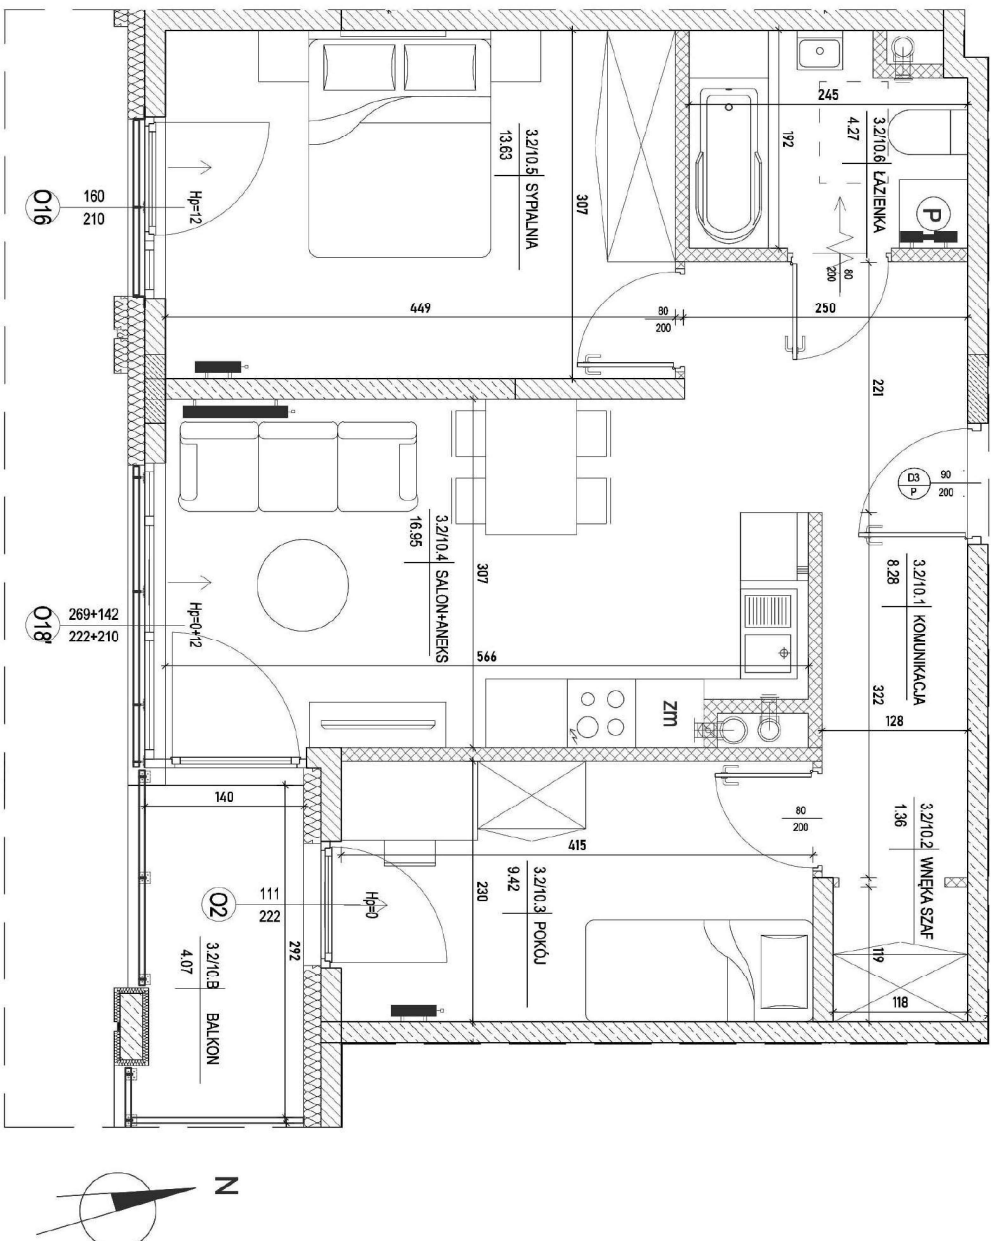 3.2/10.5 SYPIALNIA
13.63
3.2/10.6 ŁAZIENKA
4.27
245
192
307
P
O16
160
210
Hp=12
449
80
200
250
80
200
221
D3
P
90
200
3.2/10.4 SALON+ANEKS
16.95
307
566
3.2/10.1 KOMUNIKACJA
8.28
O18'
269+142
222+210
Hp=0+12
zm
322
128
140
80
200
3.2/10.2 WNĘKA SZAF
1.36
415
O2
111
222
Hp=0
230
3.2/10.3 POKÓJ
9.42
292
3.2/10.B BALKON
4.07
119
118
N